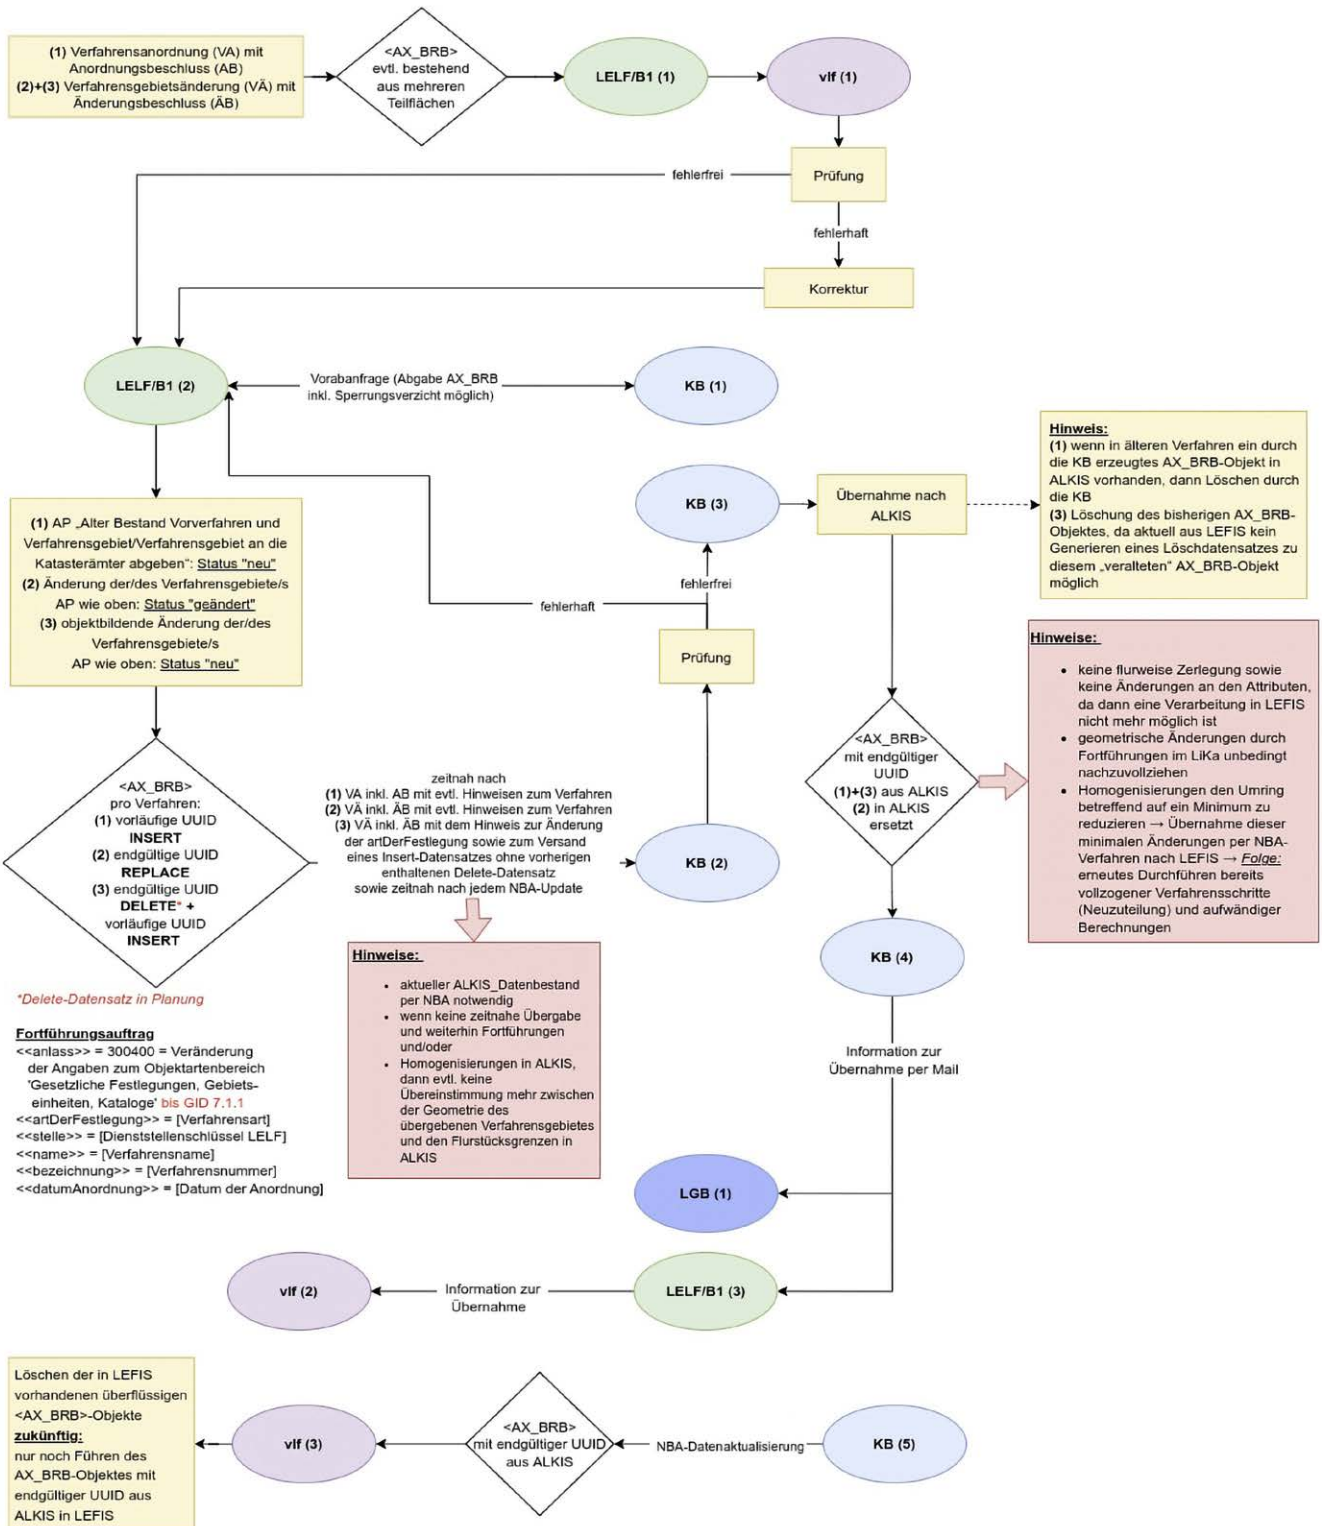 (1) Verfahrensanordnung (VA) mit
Anordnungsbeschluss (AB)
(2)+(3) Verfahrensgebietsänderung (VÄ) mit
Änderungsbeschluss (ÄB)
<AX_BRB>
evtl. bestehend
aus mehreren
Teilflächen
LELF/B1 (1)
vlf (1)
Prüfung
fehlerfrei
fehlerhaft
Korrektur
LELF/B1 (2)
Vorabanfrage (Abgabe AX_BRB
inkl. Sperrungsverzicht möglich)
KB (1)
(1) AP „Alter Bestand Vorverfahren und
Verfahrensgebiet/Verfahrensgebiet an die
Katasterämter abgeben“: Status "neu"
(2) Änderung der/des Verfahrensgebiete/s
AP wie oben: Status "geändert"
(3) objektbildende Änderung der/des
Verfahrensgebiete/s
AP wie oben: Status "neu"
KB (3)
Übernahme nach
ALKIS
Hinweis:
(1) wenn in älteren Verfahren ein durch
die KB erzeugtes AX_BRB-Objekt in
ALKIS vorhanden, dann Löschen durch
die KB
(3) Löschung des bisherigen AX_BRB-
Objektes, da aktuell aus LEFIS kein
Generieren eines Löschdatensatzes zu
diesem „veralteten“ AX_BRB-Objekt
möglich
fehlerfrei
fehlerhaft
Prüfung
Hinweise:
• keine flurweise Zerlegung sowie
keine Änderungen an den Attributen,
da dann eine Verarbeitung in LEFIS
nicht mehr möglich ist
• geometrische Änderungen durch
Fortführungen im LiKa unbedingt
nachzuvollziehen
• Homogenisierungen den Umring
betreffend auf ein Minimum zu
reduzieren → Übernahme dieser
minimalen Änderungen per NBA-
Verfahren nach LEFIS → Folge:
erneutes Durchführen bereits
vollzogener Verfahrensschritte
(Neuzuteilung) und aufwändiger
Berechnungen
<AX_BRB>
mit endgültiger
UUID
(1)+(3) aus ALKIS
(2) in ALKIS
ersetzt
<AX_BRB>
pro Verfahren:
(1) vorläufige UUID
INSERT
(2) endgültige UUID
REPLACE
(3) endgültige UUID
DELETE* +
vorläufige UUID
INSERT
zeitnah nach
(1) VA inkl. AB mit evtl. Hinweisen zum Verfahren
(2) VÄ inkl. ÄB mit evtl. Hinweisen zum Verfahren
(3) VÄ inkl. ÄB mit dem Hinweis zur Änderung
der artDerFestlegung sowie zum Versand
eines Insert-Datensatzes ohne vorherigen
enthaltenen Delete-Datensatz
sowie zeitnah nach jedem NBA-Update
KB (2)
Hinweise:
• aktueller ALKIS_Datenbestand
per NBA notwendig
• wenn keine zeitnahe Übergabe
und weiterhin Fortführungen
und/oder
• Homogenisierungen in ALKIS,
dann evtl. keine
Übereinstimmung mehr zwischen
der Geometrie des
übergebenen Verfahrensgebietes
und den Flurstücksgrenzen in
ALKIS
*Delete-Datensatz in Planung
Fortführungsauftrag
<<anlass>> = 300400 = Veränderung
der Angaben zum Objektartenbereich
'Gesetzliche Festlegungen, Gebiets-
einheiten, Kataloge' bis GID 7.1.1
<<artDerFestlegung>> = [Verfahrensart]
<<stelle>> = [Dienststellenschlüssel LELF]
<<name>> = [Verfahrensname]
<<bezeichnung>> = [Verfahrensnummer]
<<datumAnordnung>> = [Datum der Anordnung]
KB (4)
Information zur
Übernahme per Mail
LGB (1)
LELF/B1 (3)
Information zur
Übernahme
vlf (2)
Löschen der in LEFIS
vorhandenen überflüssigen
<AX_BRB>-Objekte
zukünftig:
nur noch Führen des
AX_BRB-Objektes mit
endgültiger UUID aus
ALKIS in LEFIS
vlf (3)
<AX_BRB>
mit endgültiger UUID
aus ALKIS
NBA-Datenaktualisierung
KB (5)